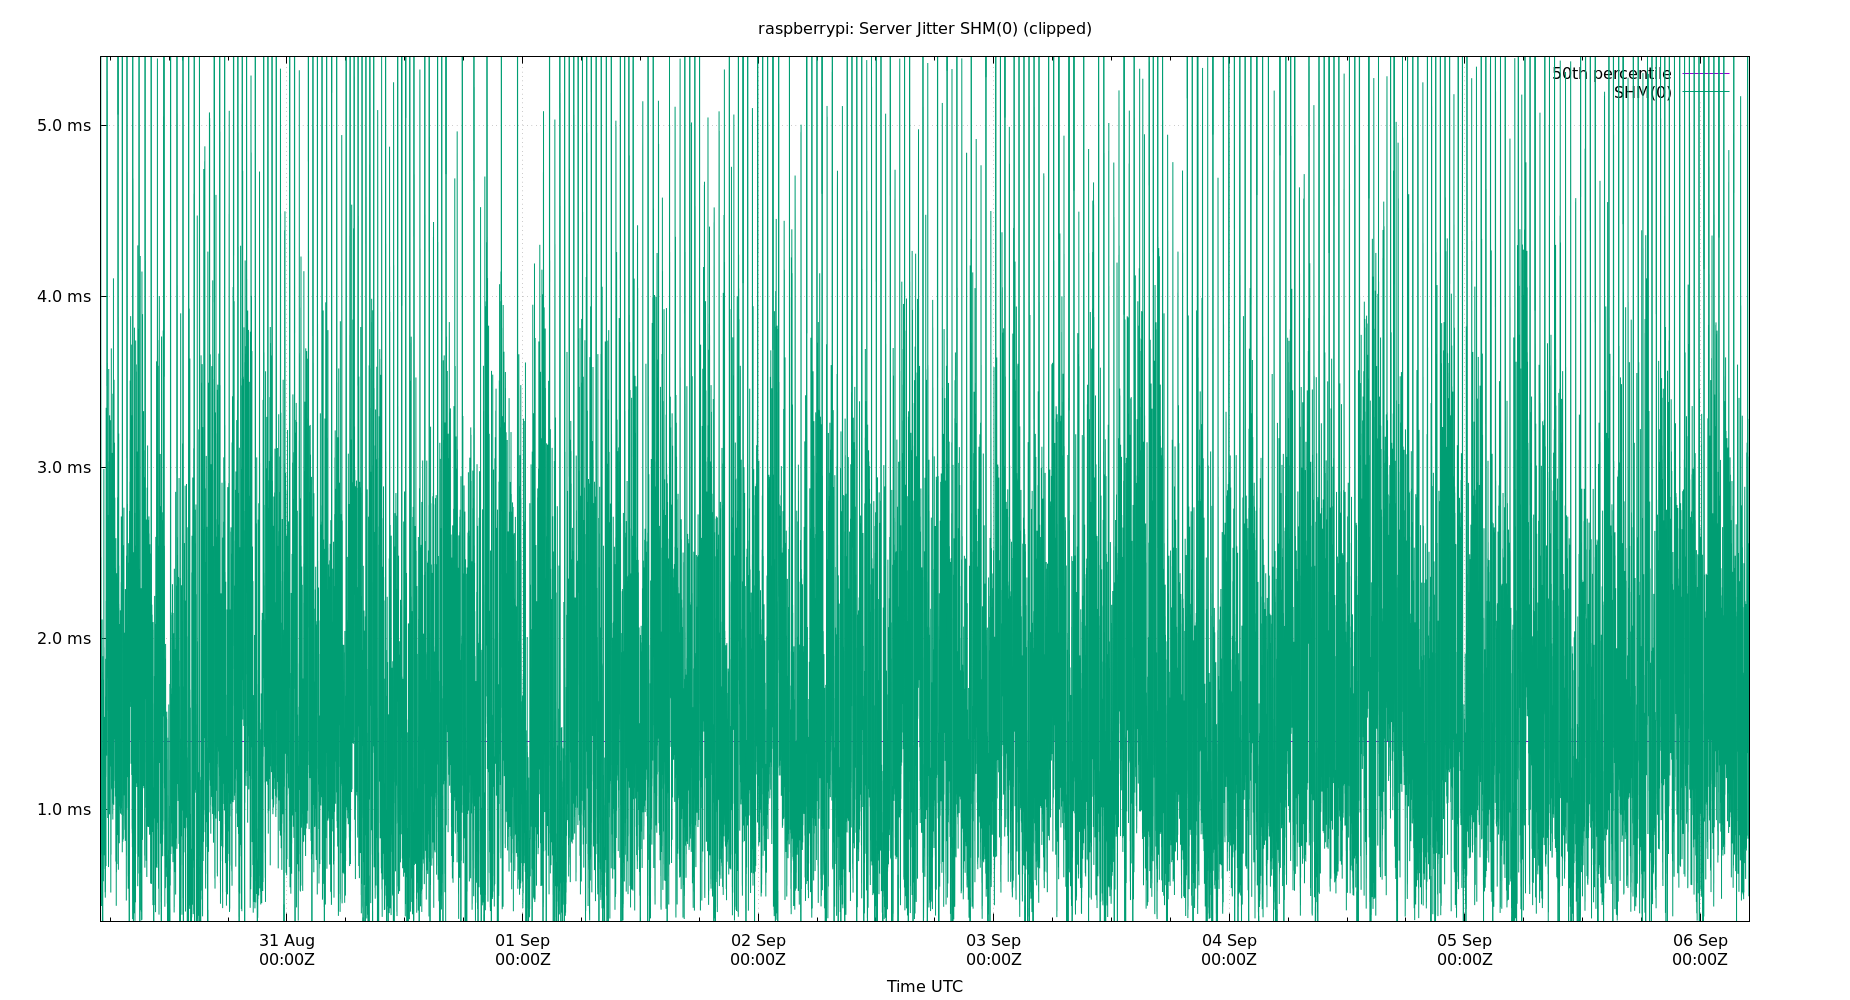 raspberrypi: Server Jitter SHM(0) (clipped)
50th percentile
SHM(0)
5.0 ms
4.0 ms
3.0 ms
2.0 ms
1.0 ms
31 Aug 01 Sep 02 Sep 03 Sep 04 Sep 05 Sep 06 Sep
00:00Z 00:00Z 00:00Z 00:00Z 00:00Z 00:00Z 00:00Z
Time UTC